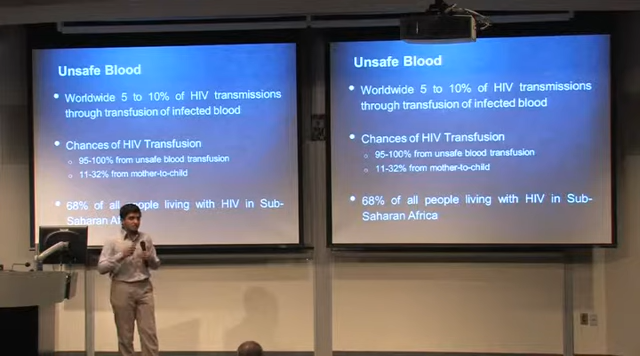 Unsafe Blood
Worldwide 5 to 10% of HIV transmissions
through transfusion of infected blood
Chances of HIV Transfusion
95-100% from unsafe blood transfusion
11-32% from mother-to-child
68% of all people living with HIV in Sub-
Saharan Af
Unsafe Blood
Worldwide 5 to 10% of HIV transmissions
through transfusion of infected blood
Chances of HIV Transfusion
95-100% from unsafe blood transfusion
11-32% from mother-to-child
68% of all people living with HIV in Sub-
Saharan Africa